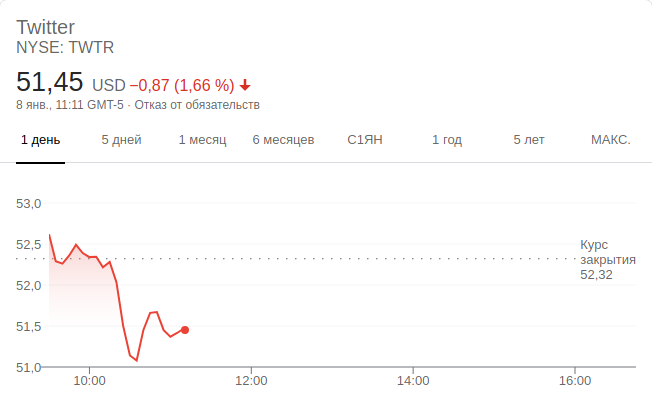 Twitter
NYSE: TWTR
51,45 USD −0,87 (1,66 %)
8 янв., 11:11 GMT-5 · Отказ от обязательств
1 день 5 дней 1 месяц 6 месяцев С1ЯН 1 год 5 лет МАКС.
53,0
52,5
52,0
51,5
51,0
Курс
закрытия
52,32
10:00 12:00 14:00 16:00